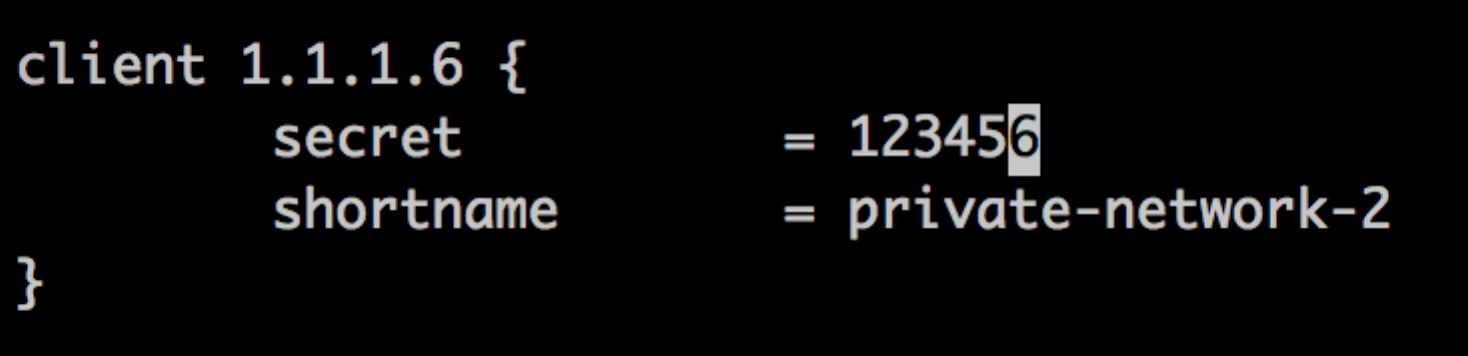 client 1.1.1.6 {
        secret          = 123456
        shortname       = private-network-2
}